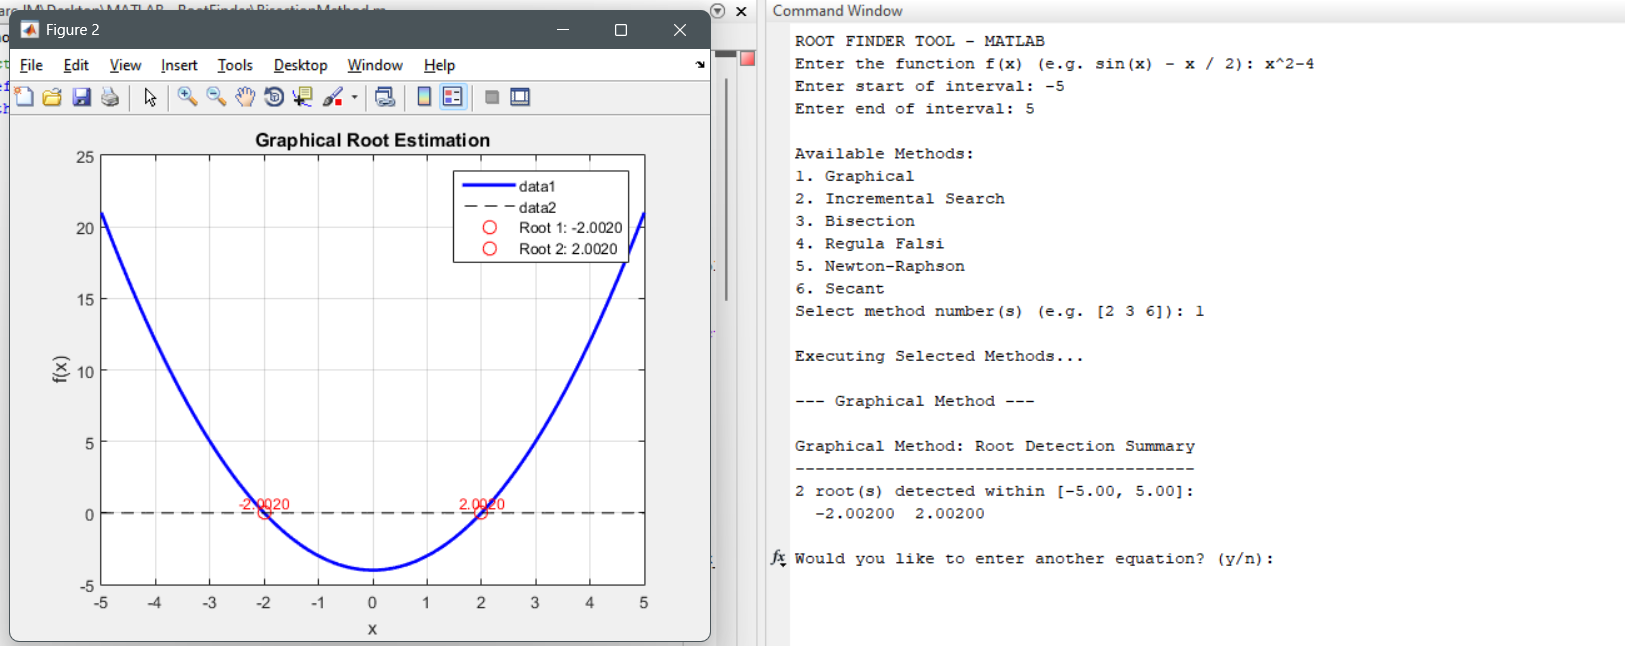 Figure 2
File Edit View Insert Tools Desktop Window Help
Graphical Root Estimation
25
20
15
10
5
0
-5
f(x)
data1
data2
Root 1: -2.0020
Root 2: 2.0020
-2.0020
2.0020
-5 -4 -3 -2 -1 0 1 2 3 4 5
x
Command Window
ROOT FINDER TOOL - MATLAB
Enter the function f(x) (e.g. sin(x) - x / 2): x^2-4
Enter start of interval: -5
Enter end of interval: 5
Available Methods:
1. Graphical
2. Incremental Search
3. Bisection
4. Regula Falsi
5. Newton-Raphson
6. Secant
Select method number(s) (e.g. [2 3 6]): 1
Executing Selected Methods...
--- Graphical Method ---
Graphical Method: Root Detection Summary
----------------------------------------
2 root(s) detected within [-5.00, 5.00]:
-2.00200 2.00200
fx Would you like to enter another equation? (y/n):